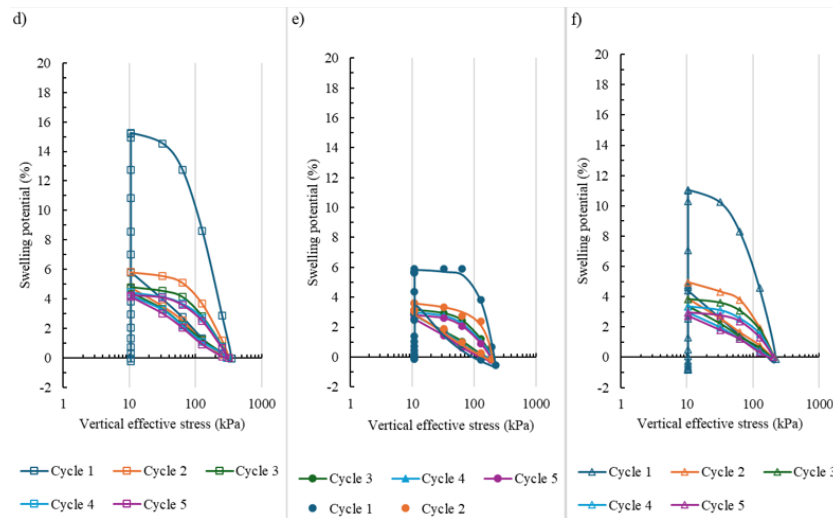 d)
20
18
16
14
12
10
8
6
4
2
0
-2
Swelling potential (%)
1 10 100 1000
Vertical effective stress (kPa)
Cycle 1 Cycle 2 Cycle 3
Cycle 4 Cycle 5
e)
20
18
16
14
12
10
8
6
4
2
0
-2
Swelling potential (%)
1 10 100 1000
Vertical effective stress (kPa)
Cycle 3 Cycle 4 Cycle 5
Cycle 1 Cycle 2
f)
20
18
16
14
12
10
8
6
4
2
0
-2
Swelling potential (%)
1 10 100 1000
Vertical effective stress (kPa)
Cycle 1 Cycle 2 Cycle 3
Cycle 4 Cycle 5